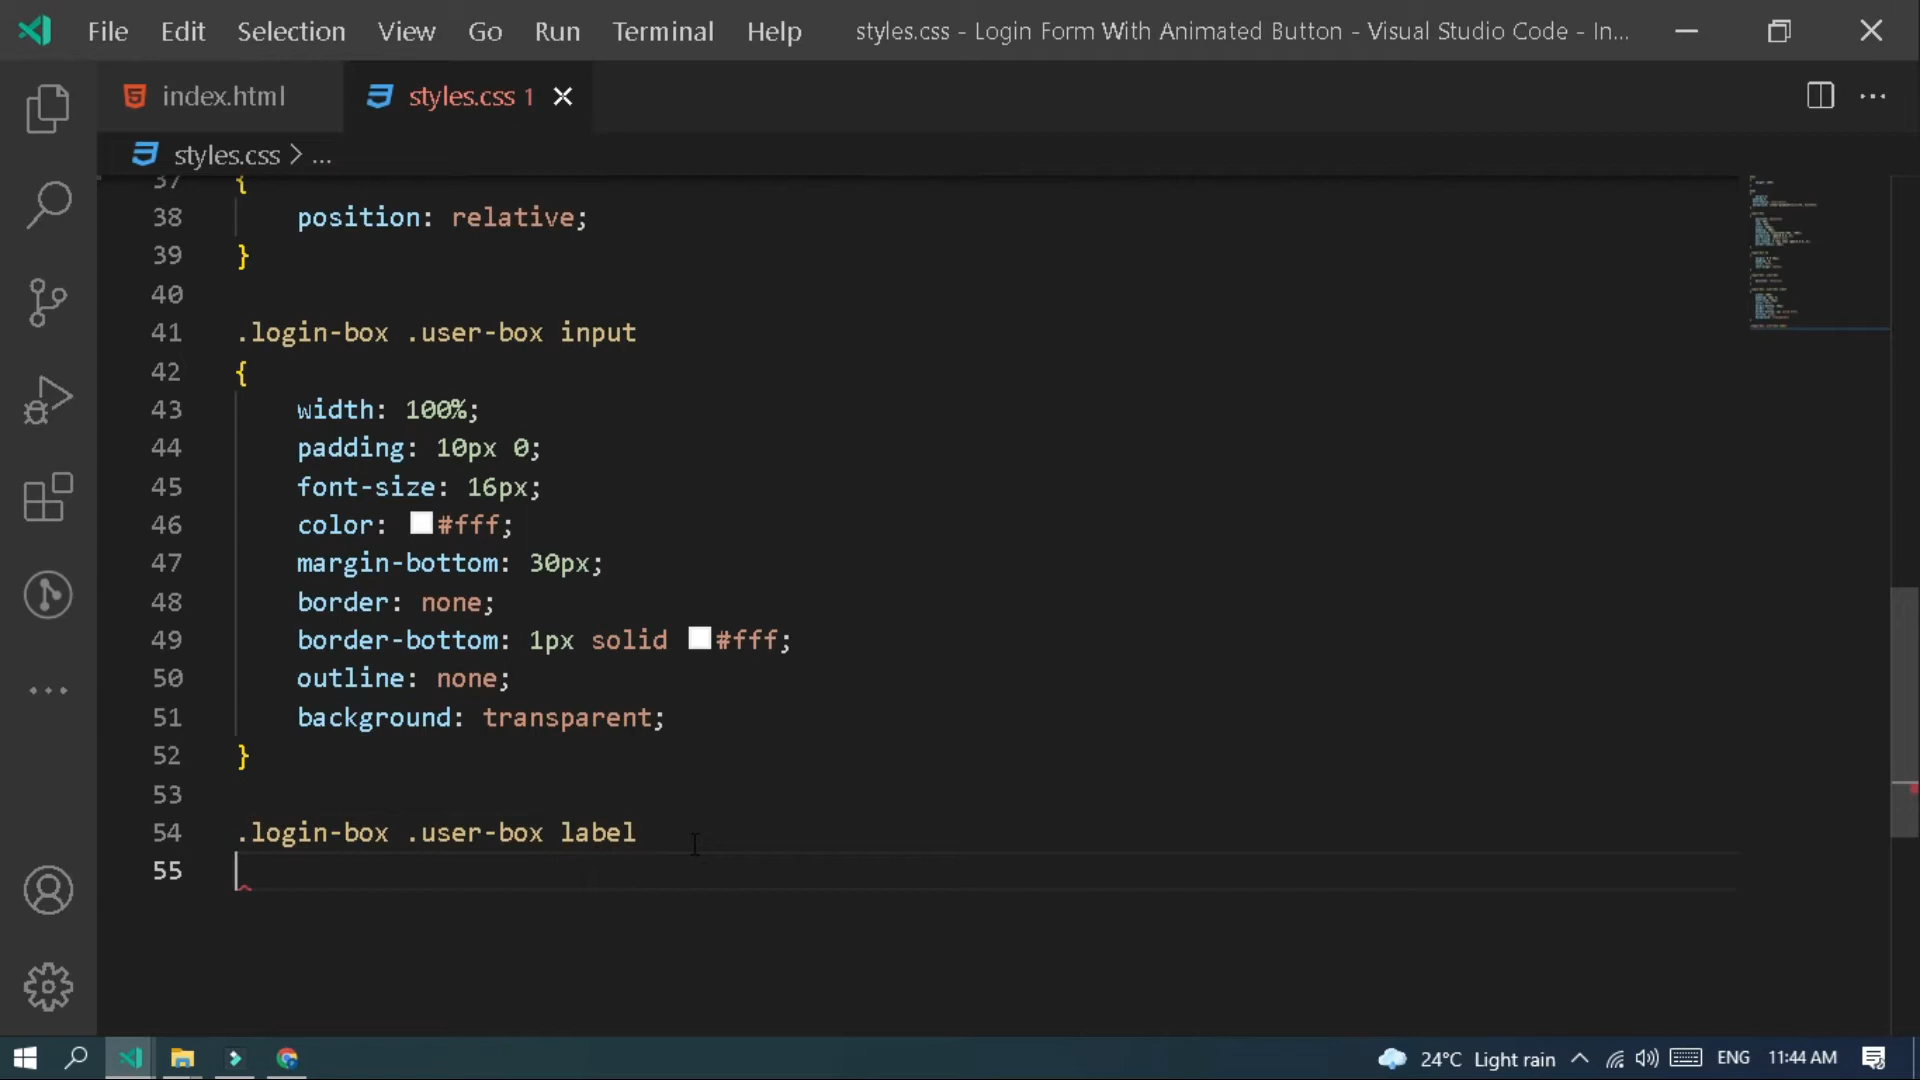 File Edit Selection View Go Run Terminal Help styles.css - Login Form With Animated Button - Visual Studio Code - In...
index.html styles.css 1
styles.css > ...
37 {
38 position: relative;
39 }
40
41 .login-box .user-box input
42 {
43 width: 100%;
44 padding: 10px 0;
45 font-size: 16px;
46 color: #fff;
47 margin-bottom: 30px;
48 border: none;
49 border-bottom: 1px solid #fff;
50 outline: none;
51 background: transparent;
52 }
53
54 .login-box .user-box label
55
24°C Light rain ENG 11:44 AM